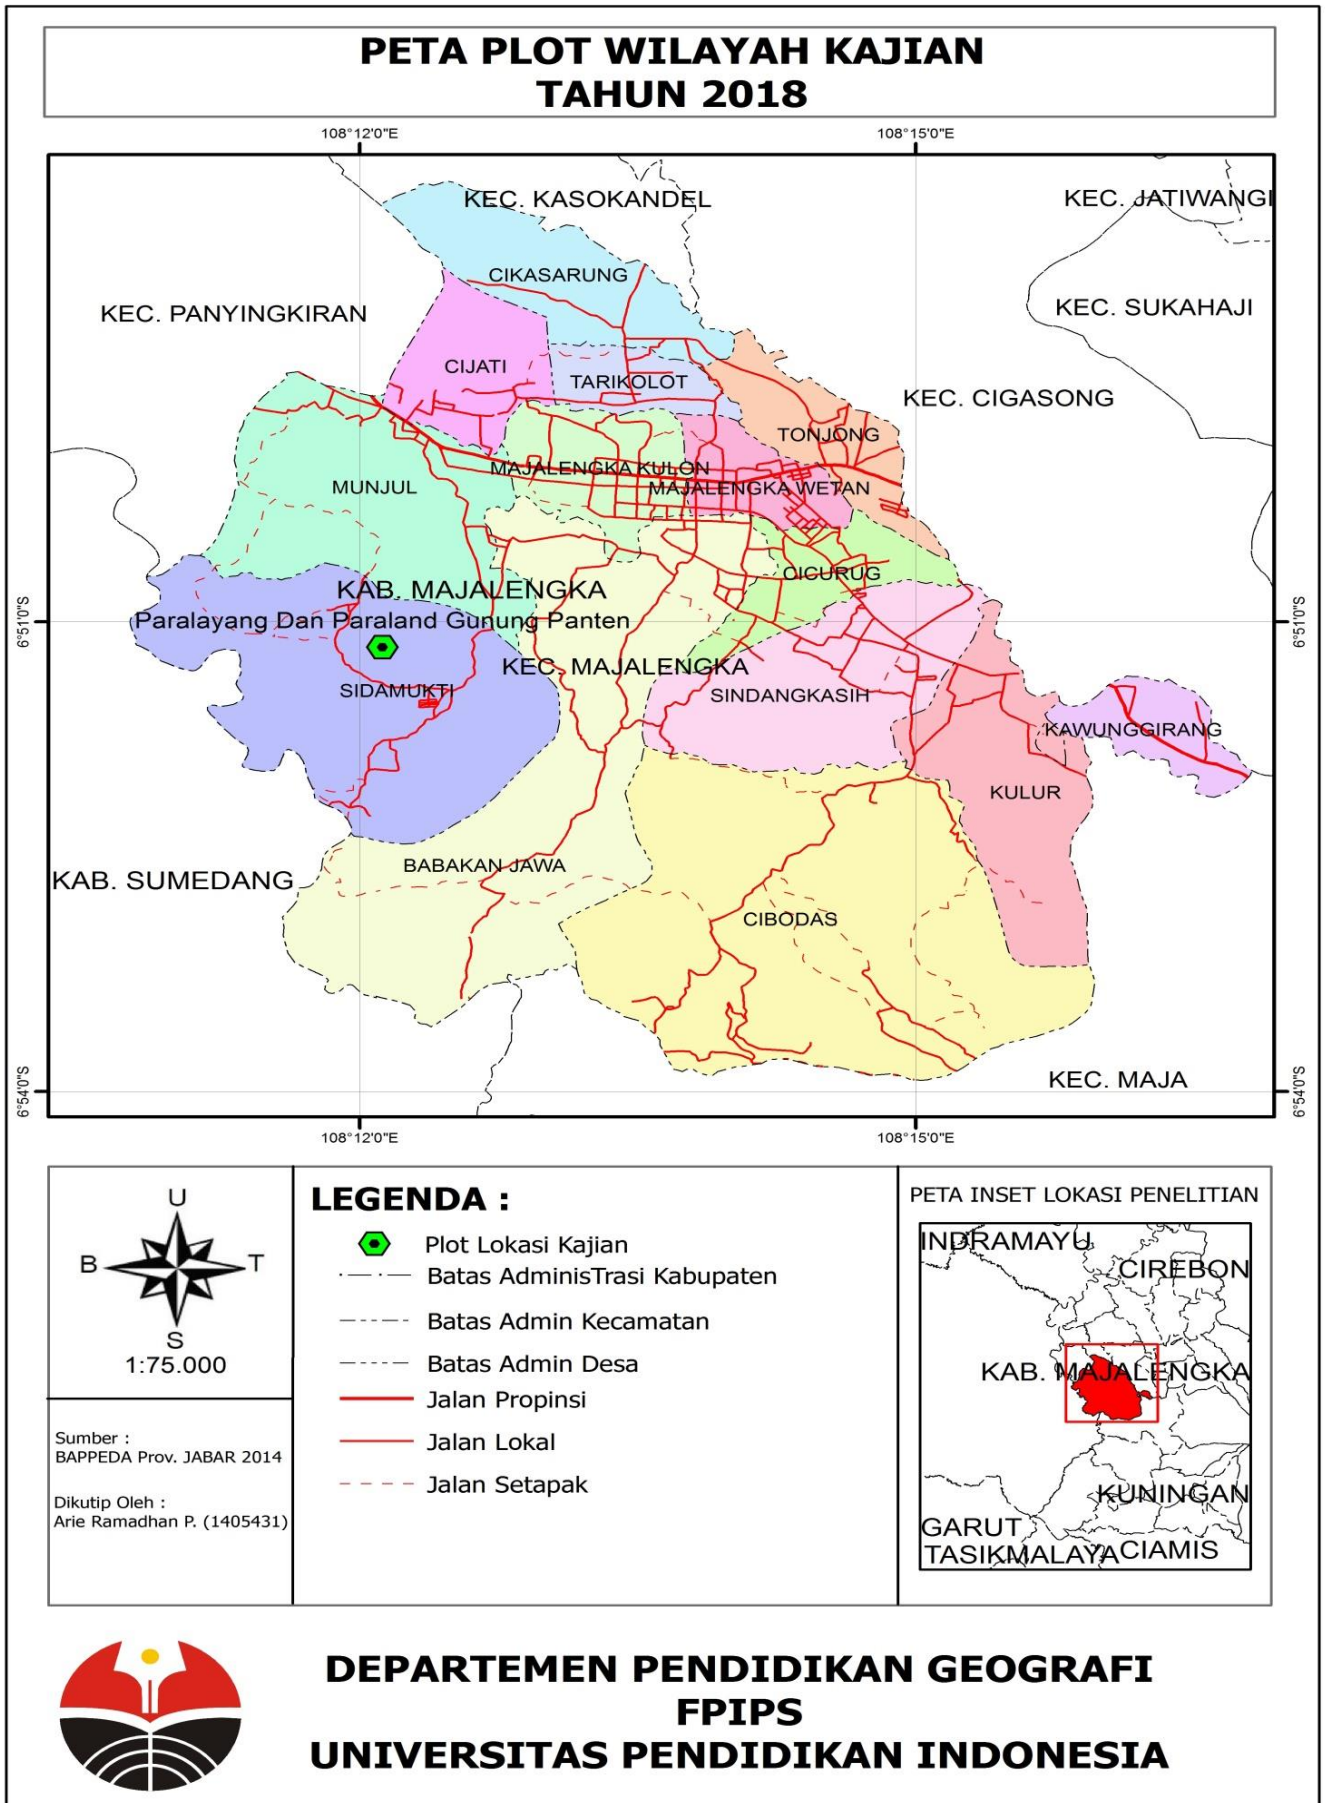 PETA PLOT WILAYAH KAJIAN
TAHUN 2018
108°12'0"E
108°15'0"E
KEC. KASOKANDEL
KEC. JATIWANGI
CIKASARUNG
KEC. PANYINGKIRAN
KEC. SUKAHAJI
CIJATI
TARIKOLOT
KEC. CIGASONG
TONJONG
MAJALENGKA KULON
MUNJUL
MAJALENGKA WETAN
CICURUG
KAB. MAJALENGKA
Paralayang Dan Paraland Gunung Panten
6°51'0"S
6°51'0"S
KEC. MAJALENGKA
SIDAMUKTI
SINDANGKASIH
KAWUNGGIRANG
KULUR
BABAKAN JAWA
KAB. SUMEDANG
CIBODAS
KEC. MAJA
6°54'0"S
6°54'0"S
108°12'0"E
108°15'0"E
U
B
T
S
1:75.000
Sumber :
BAPPEDA Prov. JABAR 2014
Dikutip Oleh :
Arie Ramadhan P. (1405431)
LEGENDA :
Plot Lokasi Kajian
Batas AdminisTrasi Kabupaten
Batas Admin Kecamatan
Batas Admin Desa
Jalan Propinsi
Jalan Lokal
Jalan Setapak
PETA INSET LOKASI PENELITIAN
INDRAMAYU
CIREBON
KAB. MAJALENGKA
KUNINGAN
GARUT
TASIKMALAYA
CIAMIS
DEPARTEMEN PENDIDIKAN GEOGRAFI
FPIPS
UNIVERSITAS PENDIDIKAN INDONESIA